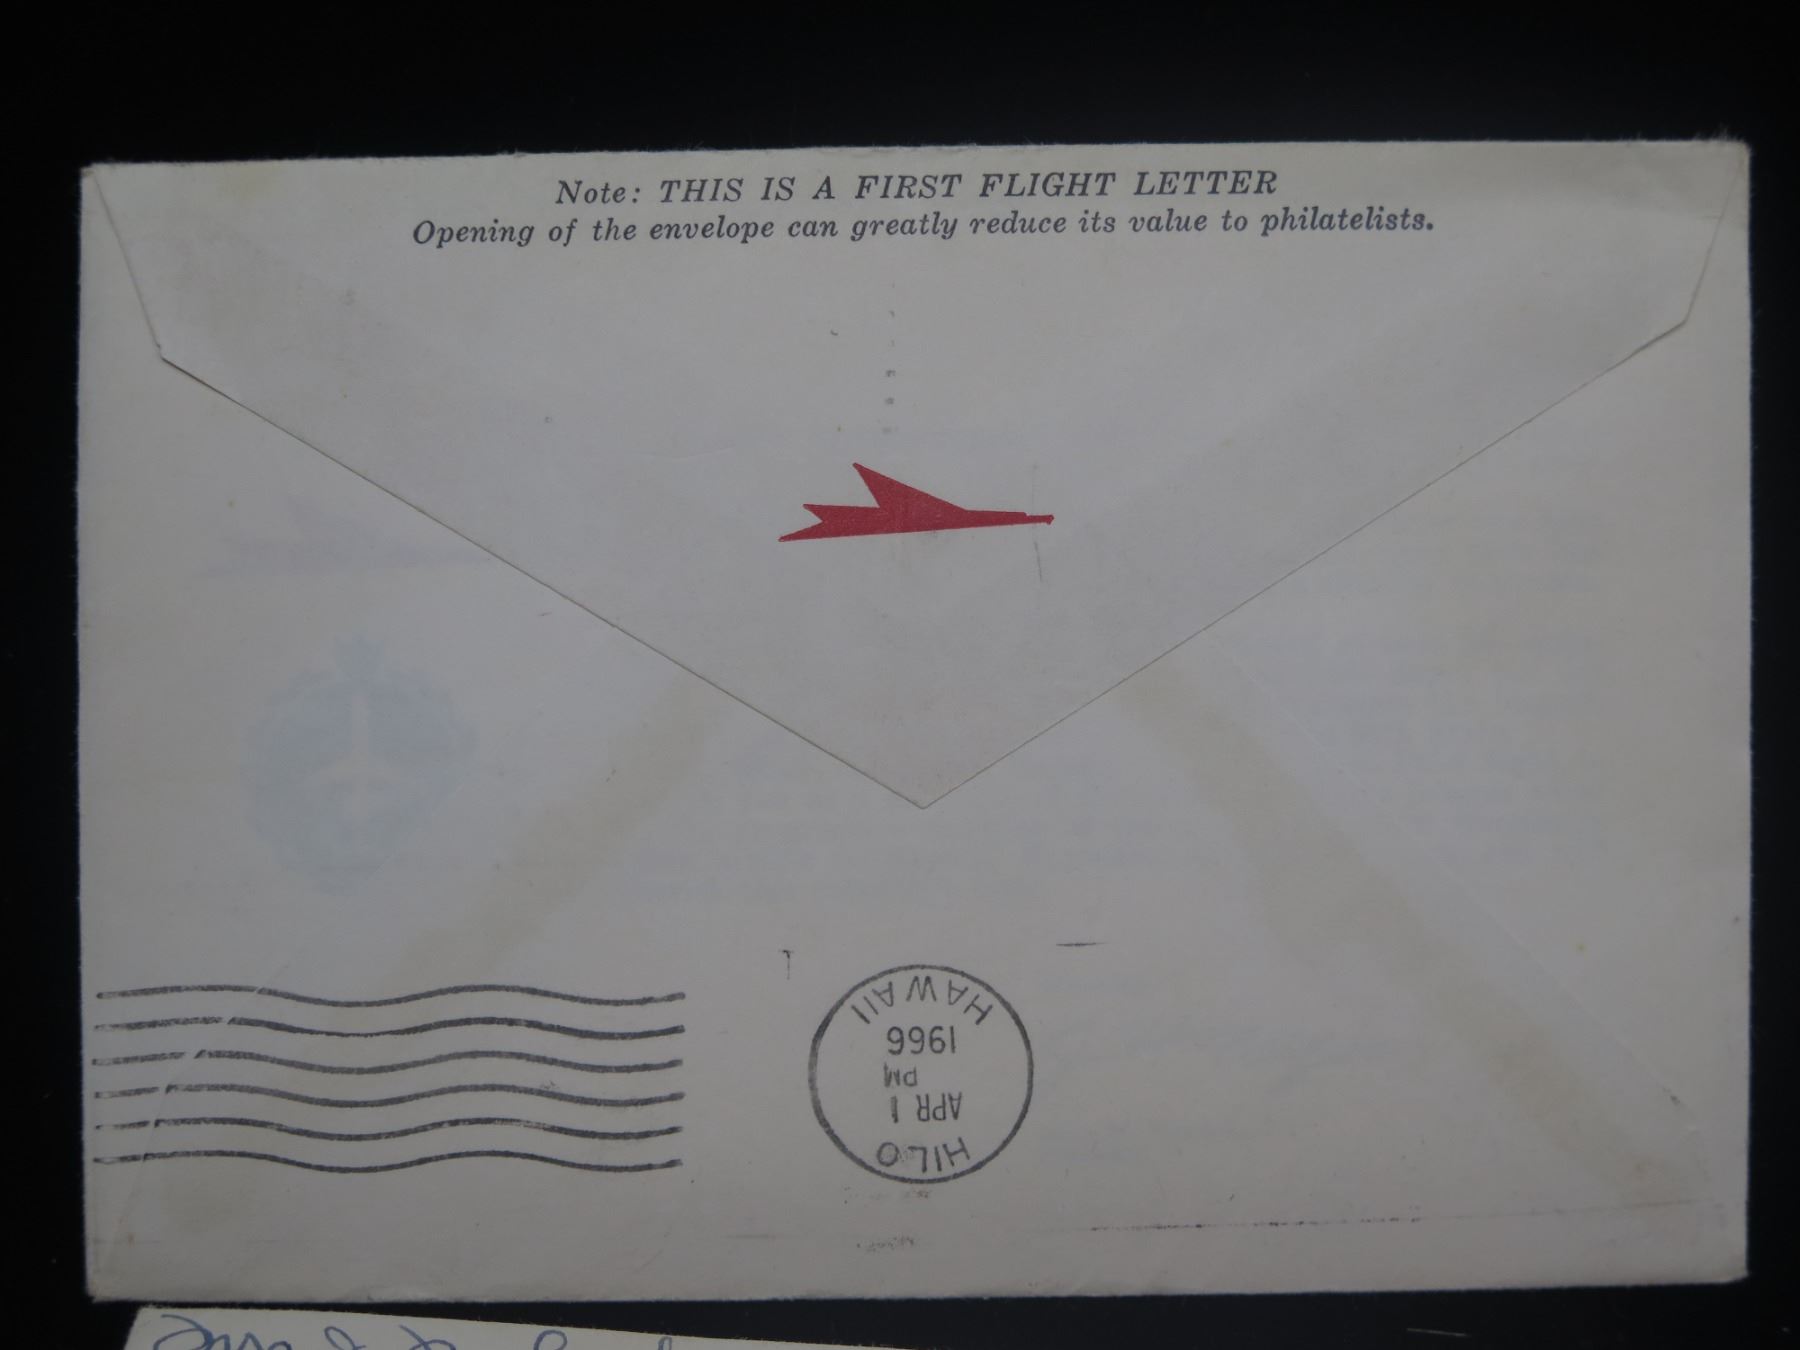 Note: THIS IS A FIRST FLIGHT LETTER
Opening of the envelope can greatly reduce its value to philatelists.
HILO
APR 1
PM
1966
HAWAII